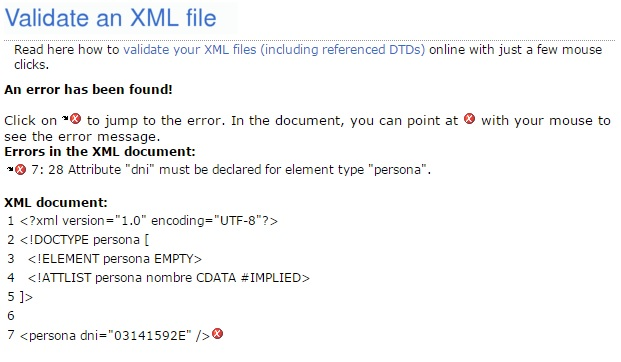 Validate an XML file
Read here how to validate your XML files (including referenced DTDs) online with just a few mouse
clicks.
An error has been found!
Click on to jump to the error. In the document, you can point at with your mouse to
see the error message.
Errors in the XML document:
7: 28 Attribute "dni" must be declared for element type "persona".
XML document:
1 <?xml version="1.0" encoding="UTF-8"?>
2 <!DOCTYPE persona [
3 <!ELEMENT persona EMPTY>
4 <!ATTLIST persona nombre CDATA #IMPLIED>
5 ]>
6
7 <persona dni="03141592E" />